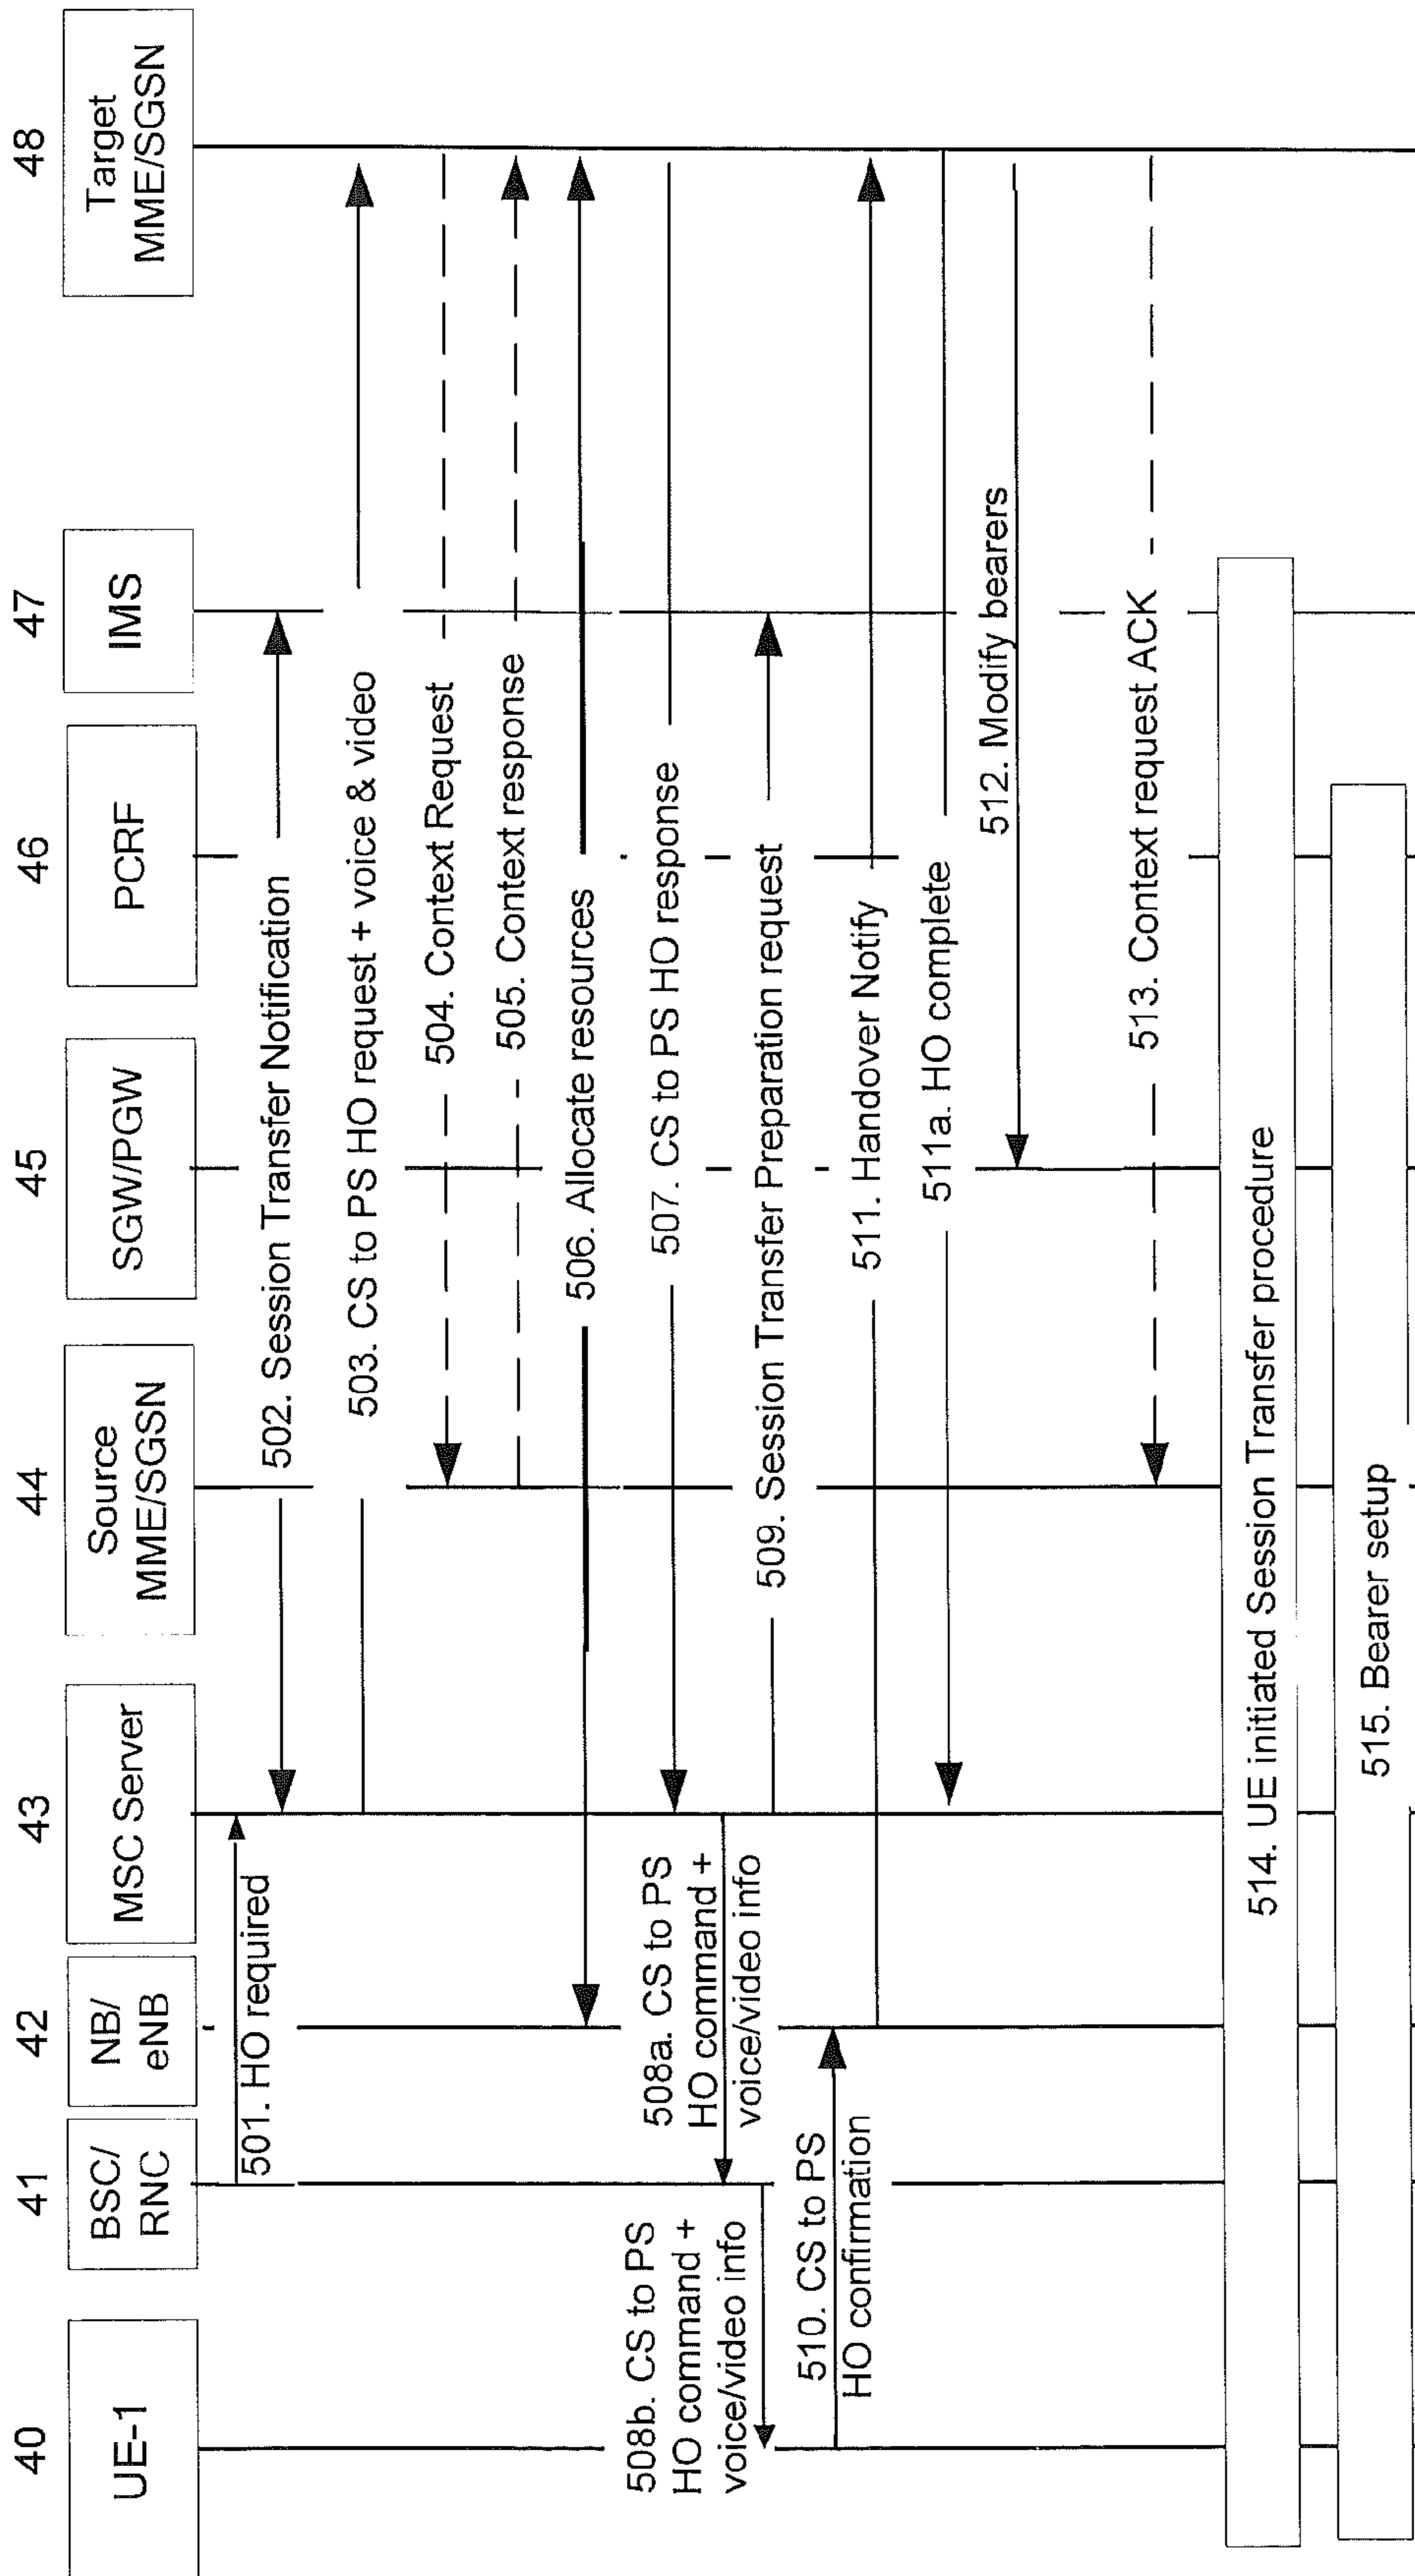 40
41
42
43
44
45
46
47
48
UE-1
BSC/
RNC
NB/
eNB
MSC Server
Source
MME/SGSN
SGW/PGW
PCRF
IMS
Target
MME/SGSN
501. HO required
502. Session Transfer Notification
503. CS to PS HO request + voice & video
504. Context Request
505. Context response
506. Allocate resources
507. CS to PS HO response
508a. CS to PS
HO command +
voice/video info
508b. CS to PS
HO command +
voice/video info
509. Session Transfer Preparation request
510. CS to PS
HO confirmation
511. Handover Notify
511a. HO complete
512. Modify bearers
513. Context request ACK
514. UE initiated Session Transfer procedure
515. Bearer setup